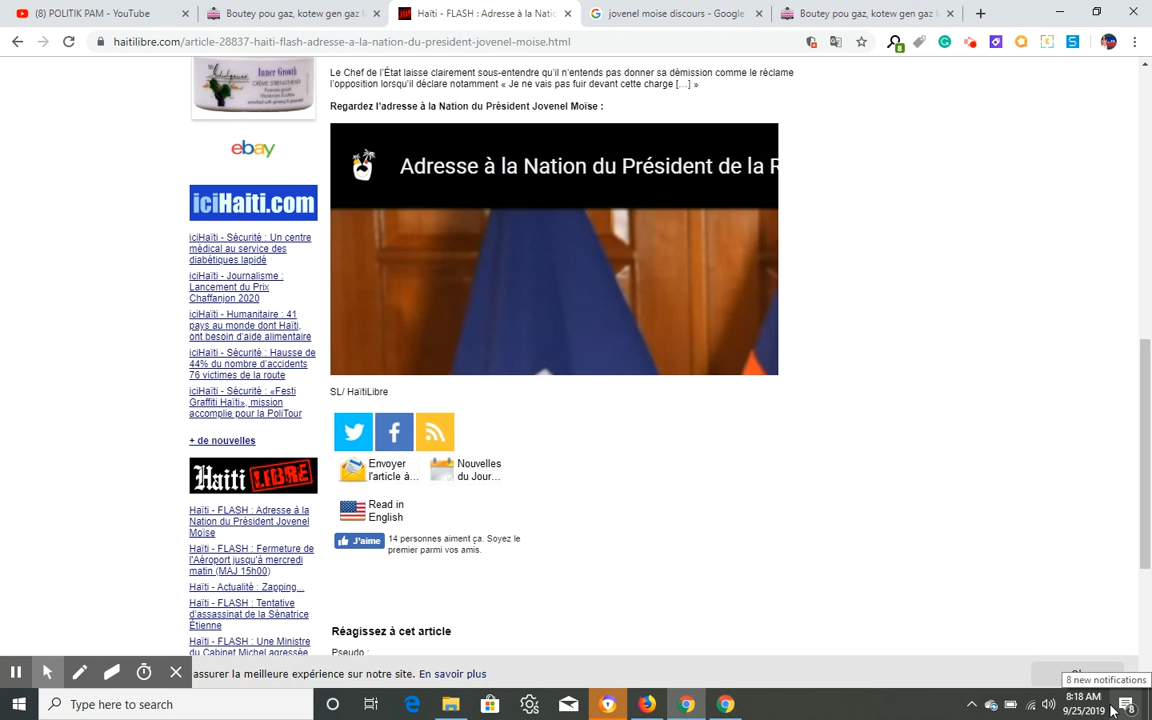 (8) POLITIK PAM - YouTube
Boutey pou gaz, kotew gen gaz l
Haïti - FLASH : Adresse à la Natio
jovenel moise discours - Google
Boutey pou gaz, kotew gen gaz l
haitilibre.com/article-28837-haiti-flash-adresse-a-la-nation-du-president-jovenel-moise.html
8
Inner Growth
CRÈME STRENGTHENS
Le Chef de l'État laisse clairement sous-entendre qu'il n'entends pas donner sa démission comme le réclame
l'opposition lorsqu'il déclare notamment « Je ne vais pas fuir devant cette charge [...] »
Regardez l'adresse à la Nation du Président Jovenel Moïse :
Adresse à la Nation du Président de la R
ebay
iciHaiti.com
iciHaïti - Sécurité : Un centre
médical au service des
diabétiques lapidé
iciHaïti - Journalisme :
Lancement du Prix
Chaffanjon 2020
iciHaïti - Humanitaire : 41
pays au monde dont Haïti,
ont besoin d'aide alimentaire
iciHaïti - Sécurité : Hausse de
44% du nombre d'accidents
76 victimes de la route
iciHaïti - Sécurité : «Festi
Graffiti Haïti», mission
accomplie pour la PoliTour
+ de nouvelles
Haiti LIBRE
Haïti - FLASH : Adresse à la
Nation du Président Jovenel
Moïse
Haïti - FLASH : Fermeture de
l'Aéroport jusqu'à mercredi
matin (MAJ 15h00)
Haïti - Actualité : Zapping...
Haïti - FLASH : Tentative
d'assassinat de la Sénatrice
Étienne
Haïti - FLASH : Une Ministre
du Cabinet Michel agressée
SL/ HaïtiLibre
Envoyer
l'article à...
Nouvelles
du Jour...
Read in
English
J'aime
14 personnes aiment ça. Soyez le
premier parmi vos amis.
Réagissez à cet article
Pseudo :
assurer la meilleure expérience sur notre site. En savoir plus
8 new notifications
Type here to search
8:18 AM
9/25/2019
8